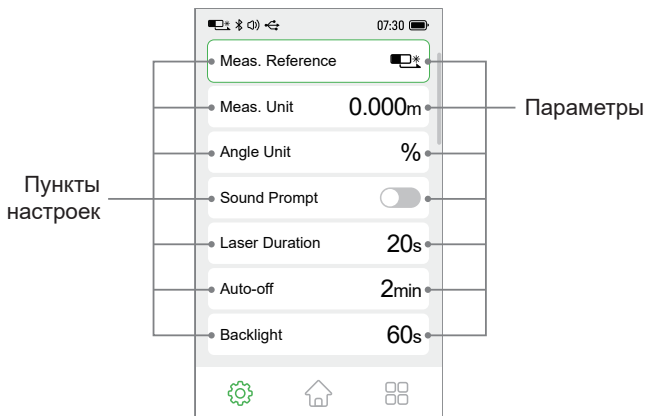 07:30
Meas. Reference
Meas. Unit 0.000m
Параметры
Angle Unit %
Пункты
настроек
Sound Prompt
Laser Duration 20s
Auto-off 2min
Backlight 60s